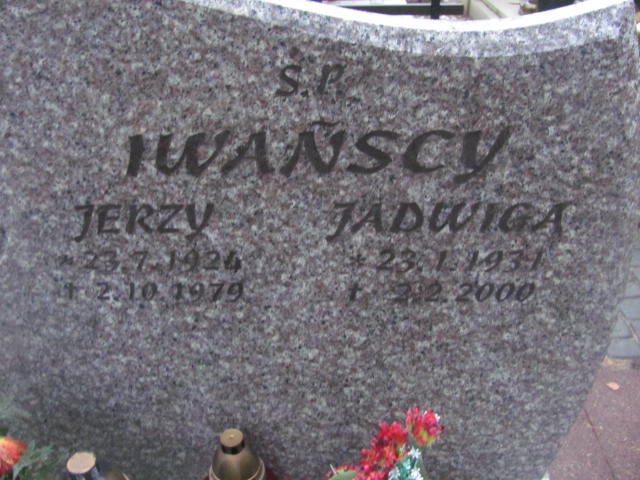 Ś.P.
IWAŃSCY
JERZY JADWIGA
* 23.7.1924 * 23.1.1931
† 2.10.1979 † 2.2.2000